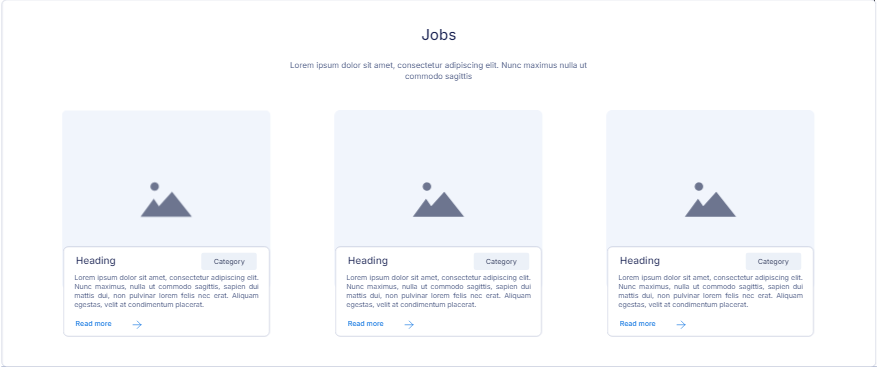 Jobs
Lorem ipsum dolor sit amet, consectetur adipiscing elit. Nunc maximus nulla ut
commodo sagittis
Heading
Category
Lorem ipsum dolor sit amet, consectetur adipiscing elit.
Nunc maximus, nulla ut commodo sagittis, sapien dui
mattis dui, non pulvinar lorem felis nec erat. Aliquam
egestas, velit at condimentum placerat.
Read more
Heading
Category
Lorem ipsum dolor sit amet, consectetur adipiscing elit.
Nunc maximus, nulla ut commodo sagittis, sapien dui
mattis dui, non pulvinar lorem felis nec erat. Aliquam
egestas, velit at condimentum placerat.
Read more
Heading
Category
Lorem ipsum dolor sit amet, consectetur adipiscing elit.
Nunc maximus, nulla ut commodo sagittis, sapien dui
mattis dui, non pulvinar lorem felis nec erat. Aliquam
egestas, velit at condimentum placerat.
Read more